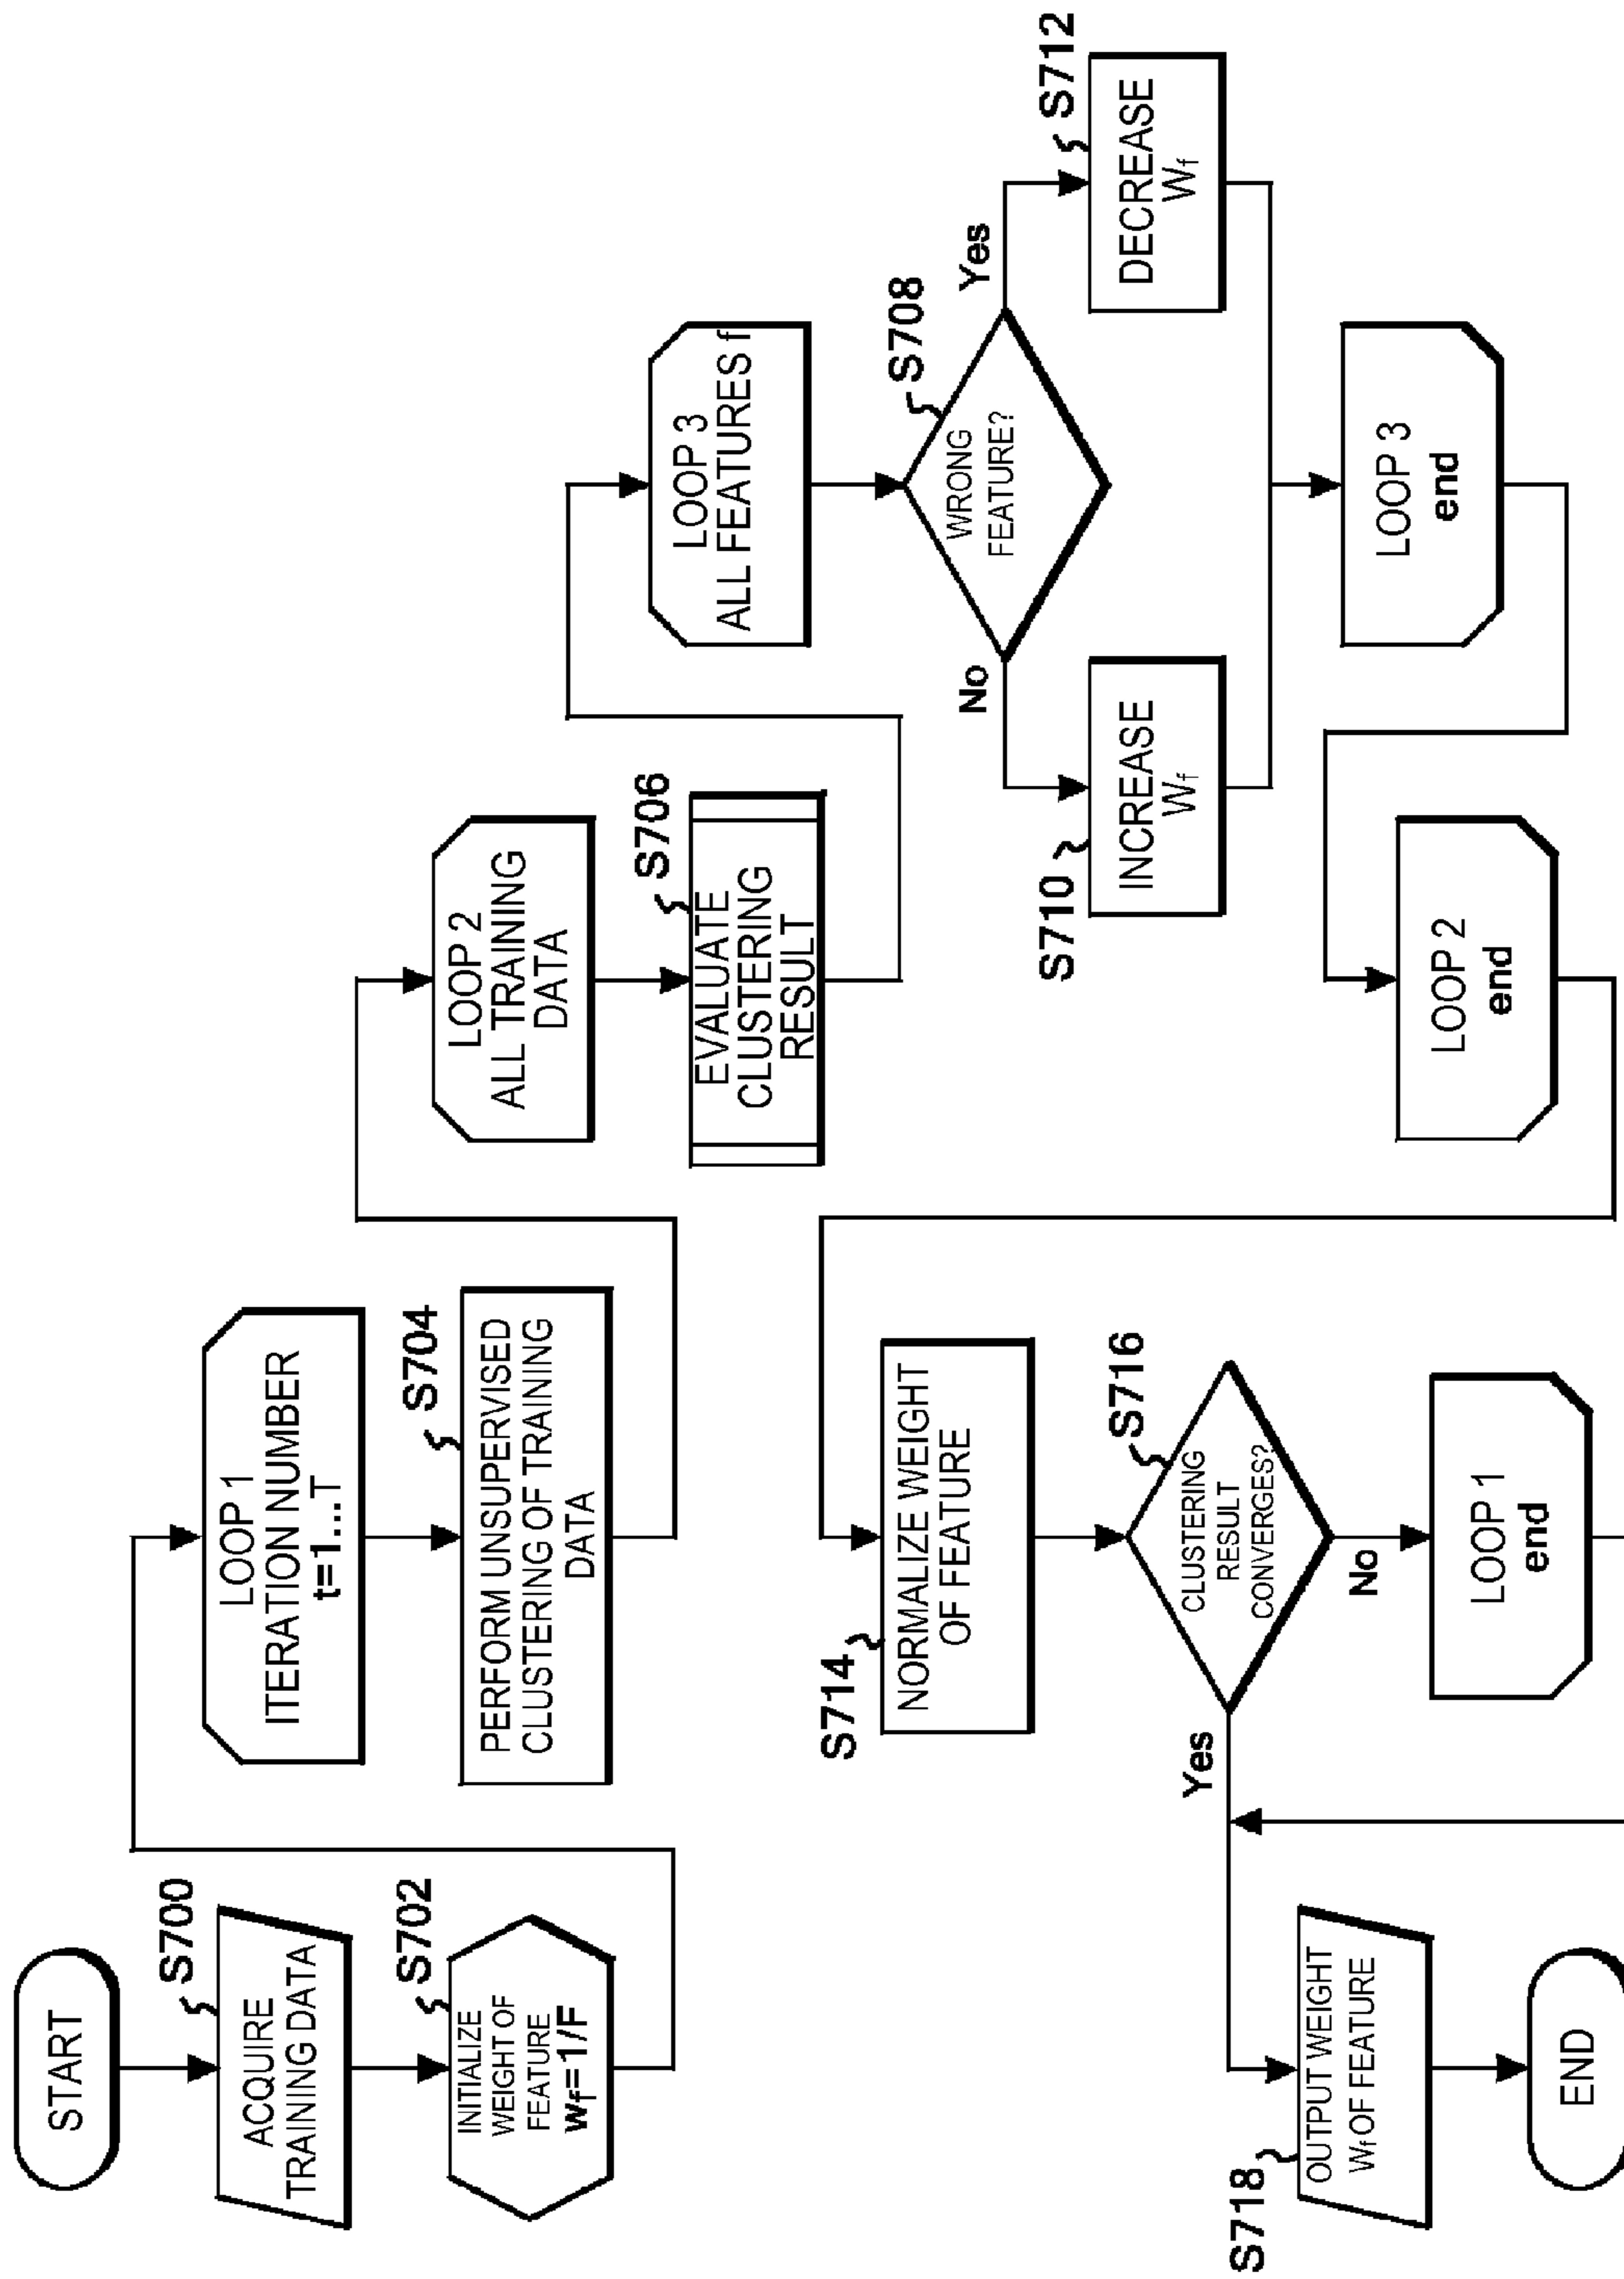 START
S700
ACQUIRE
TRAINING DATA
S702
INITIALIZE
WEIGHT OF
FEATURE
wf=1/F
LOOP 1
ITERATION NUMBER
t=1...T
S704
PERFORM UNSUPERVISED
CLUSTERING OF TRAINING
DATA
LOOP 2
ALL TRAINING
DATA
S706
EVALUATE
CLUSTERING
RESULT
LOOP 3
ALL FEATURES f
S708
WRONG
FEATURE?
No
Yes
S710
INCREASE
Wf
S712
DECREASE
Wf
LOOP 3
end
LOOP 2
end
S714
NORMALIZE WEIGHT
OF FEATURE
S716
CLUSTERING
RESULT
CONVERGES?
Yes
No
LOOP 1
end
S718
OUTPUT WEIGHT
Wf OF FEATURE
END